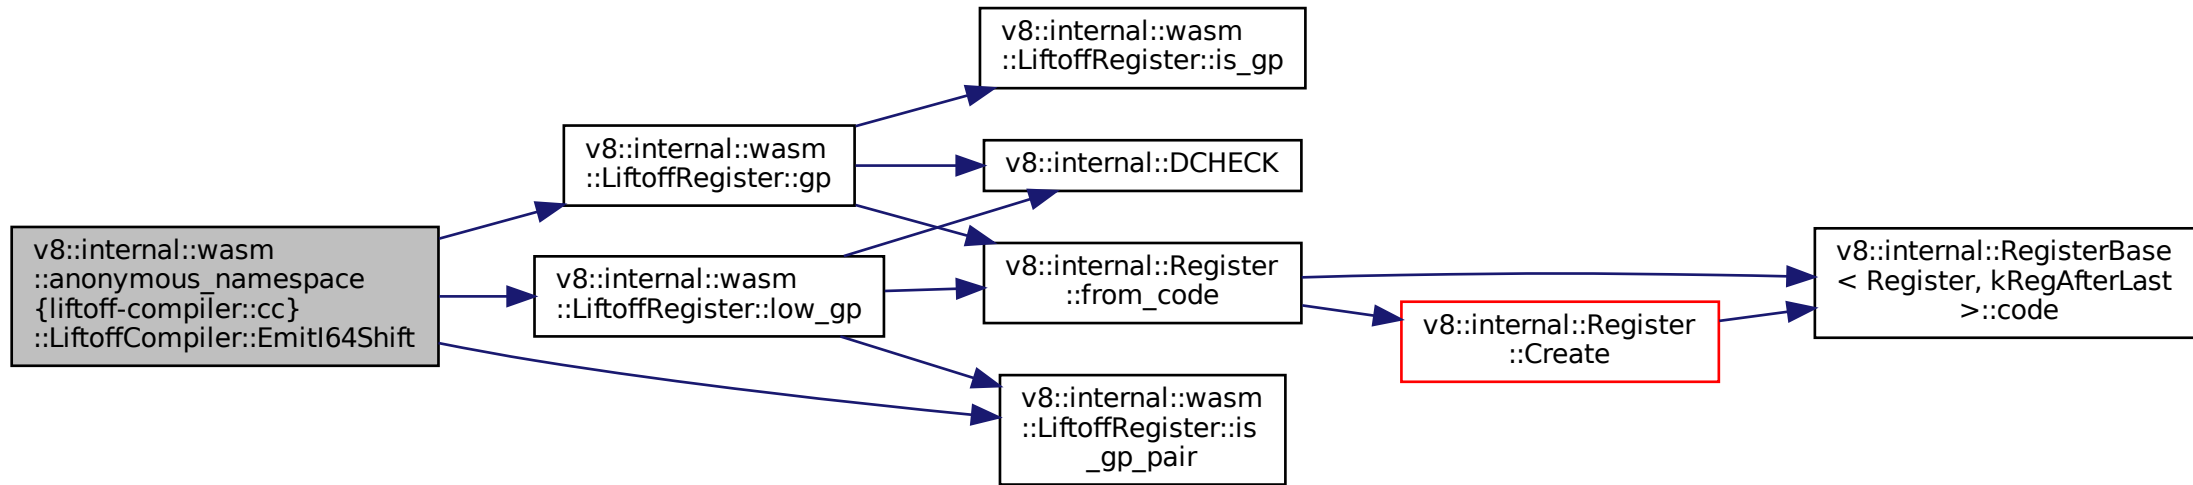 v8::internal::wasm
::anonymous_namespace
{liftoff-compiler::cc}
::LiftoffCompiler::EmitI64Shift
v8::internal::wasm
::LiftoffRegister::gp
v8::internal::wasm
::LiftoffRegister::low_gp
v8::internal::wasm
::LiftoffRegister::is_gp
v8::internal::DCHECK
v8::internal::Register
::from_code
v8::internal::wasm
::LiftoffRegister::is
_gp_pair
v8::internal::Register
::Create
v8::internal::RegisterBase
< Register, kRegAfterLast
>::code